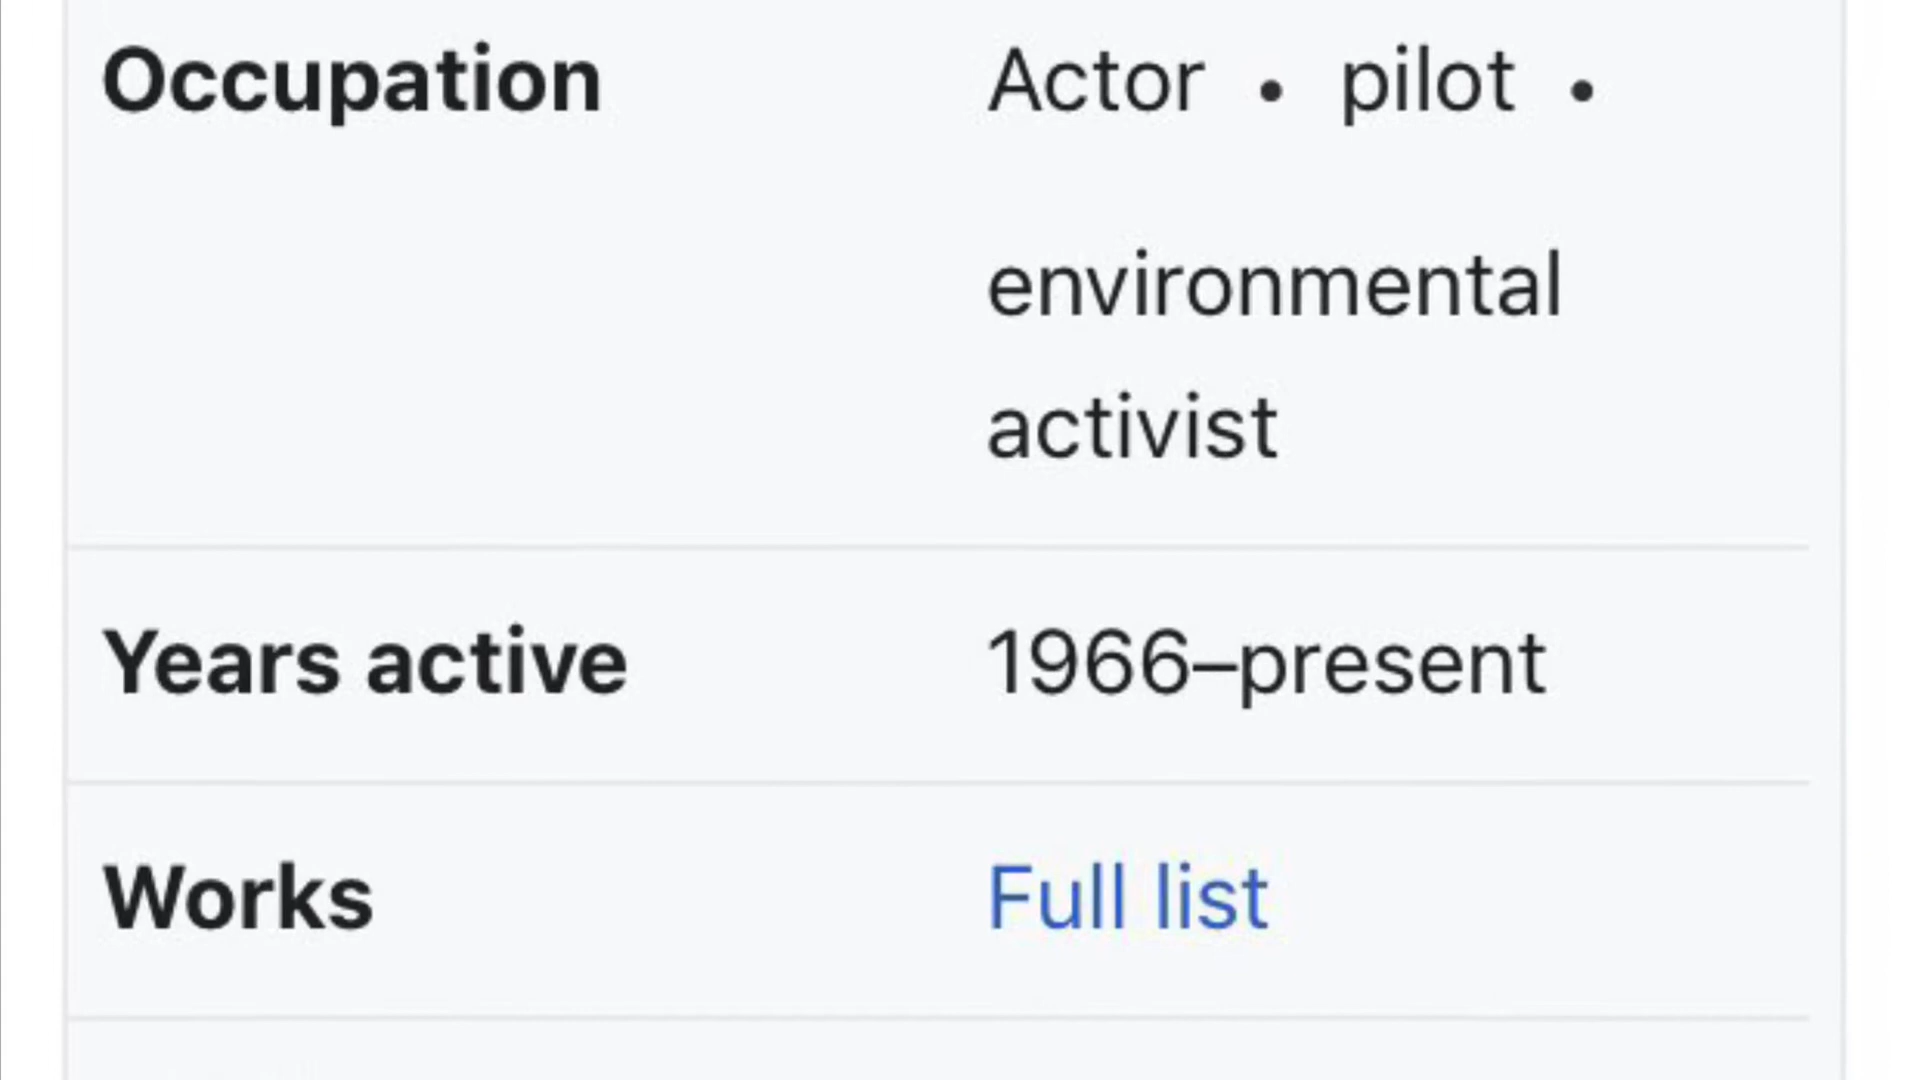 Occupation Actor • pilot •
environmental
activist
Years active 1966–present
Works Full list